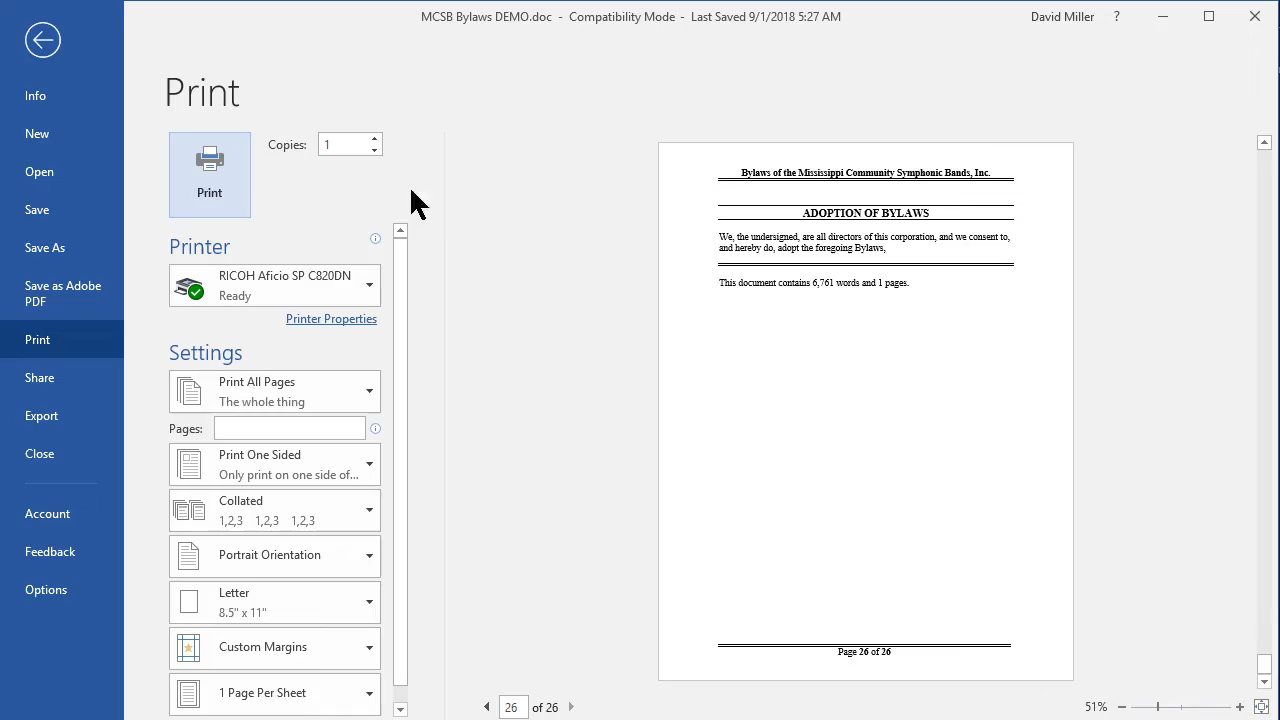 MCSB Bylaws DEMO.doc - Compatibility Mode - Last Saved 9/1/2018 5:27 AM
David Miller
?
Info
New
Open
Save
Save As
Save as Adobe
PDF
Print
Share
Export
Close
Account
Feedback
Options
Print
Print
Copies: 1
Printer
RICOH Aficio SP C820DN
Ready
Printer Properties
Settings
Print All Pages
The whole thing
Pages:
Print One Sided
Only print on one side of...
Collated
1,2,3 1,2,3 1,2,3
Portrait Orientation
Letter
8.5" x 11"
Custom Margins
1 Page Per Sheet
Bylaws of the Mississippi Community Symphonic Bands, Inc.
ADOPTION OF BYLAWS
We, the undersigned, are all directors of this corporation, and we consent to,
and hereby do, adopt the foregoing Bylaws,
This document contains 6,761 words and 1 pages.
Page 26 of 26
26 of 26
51%